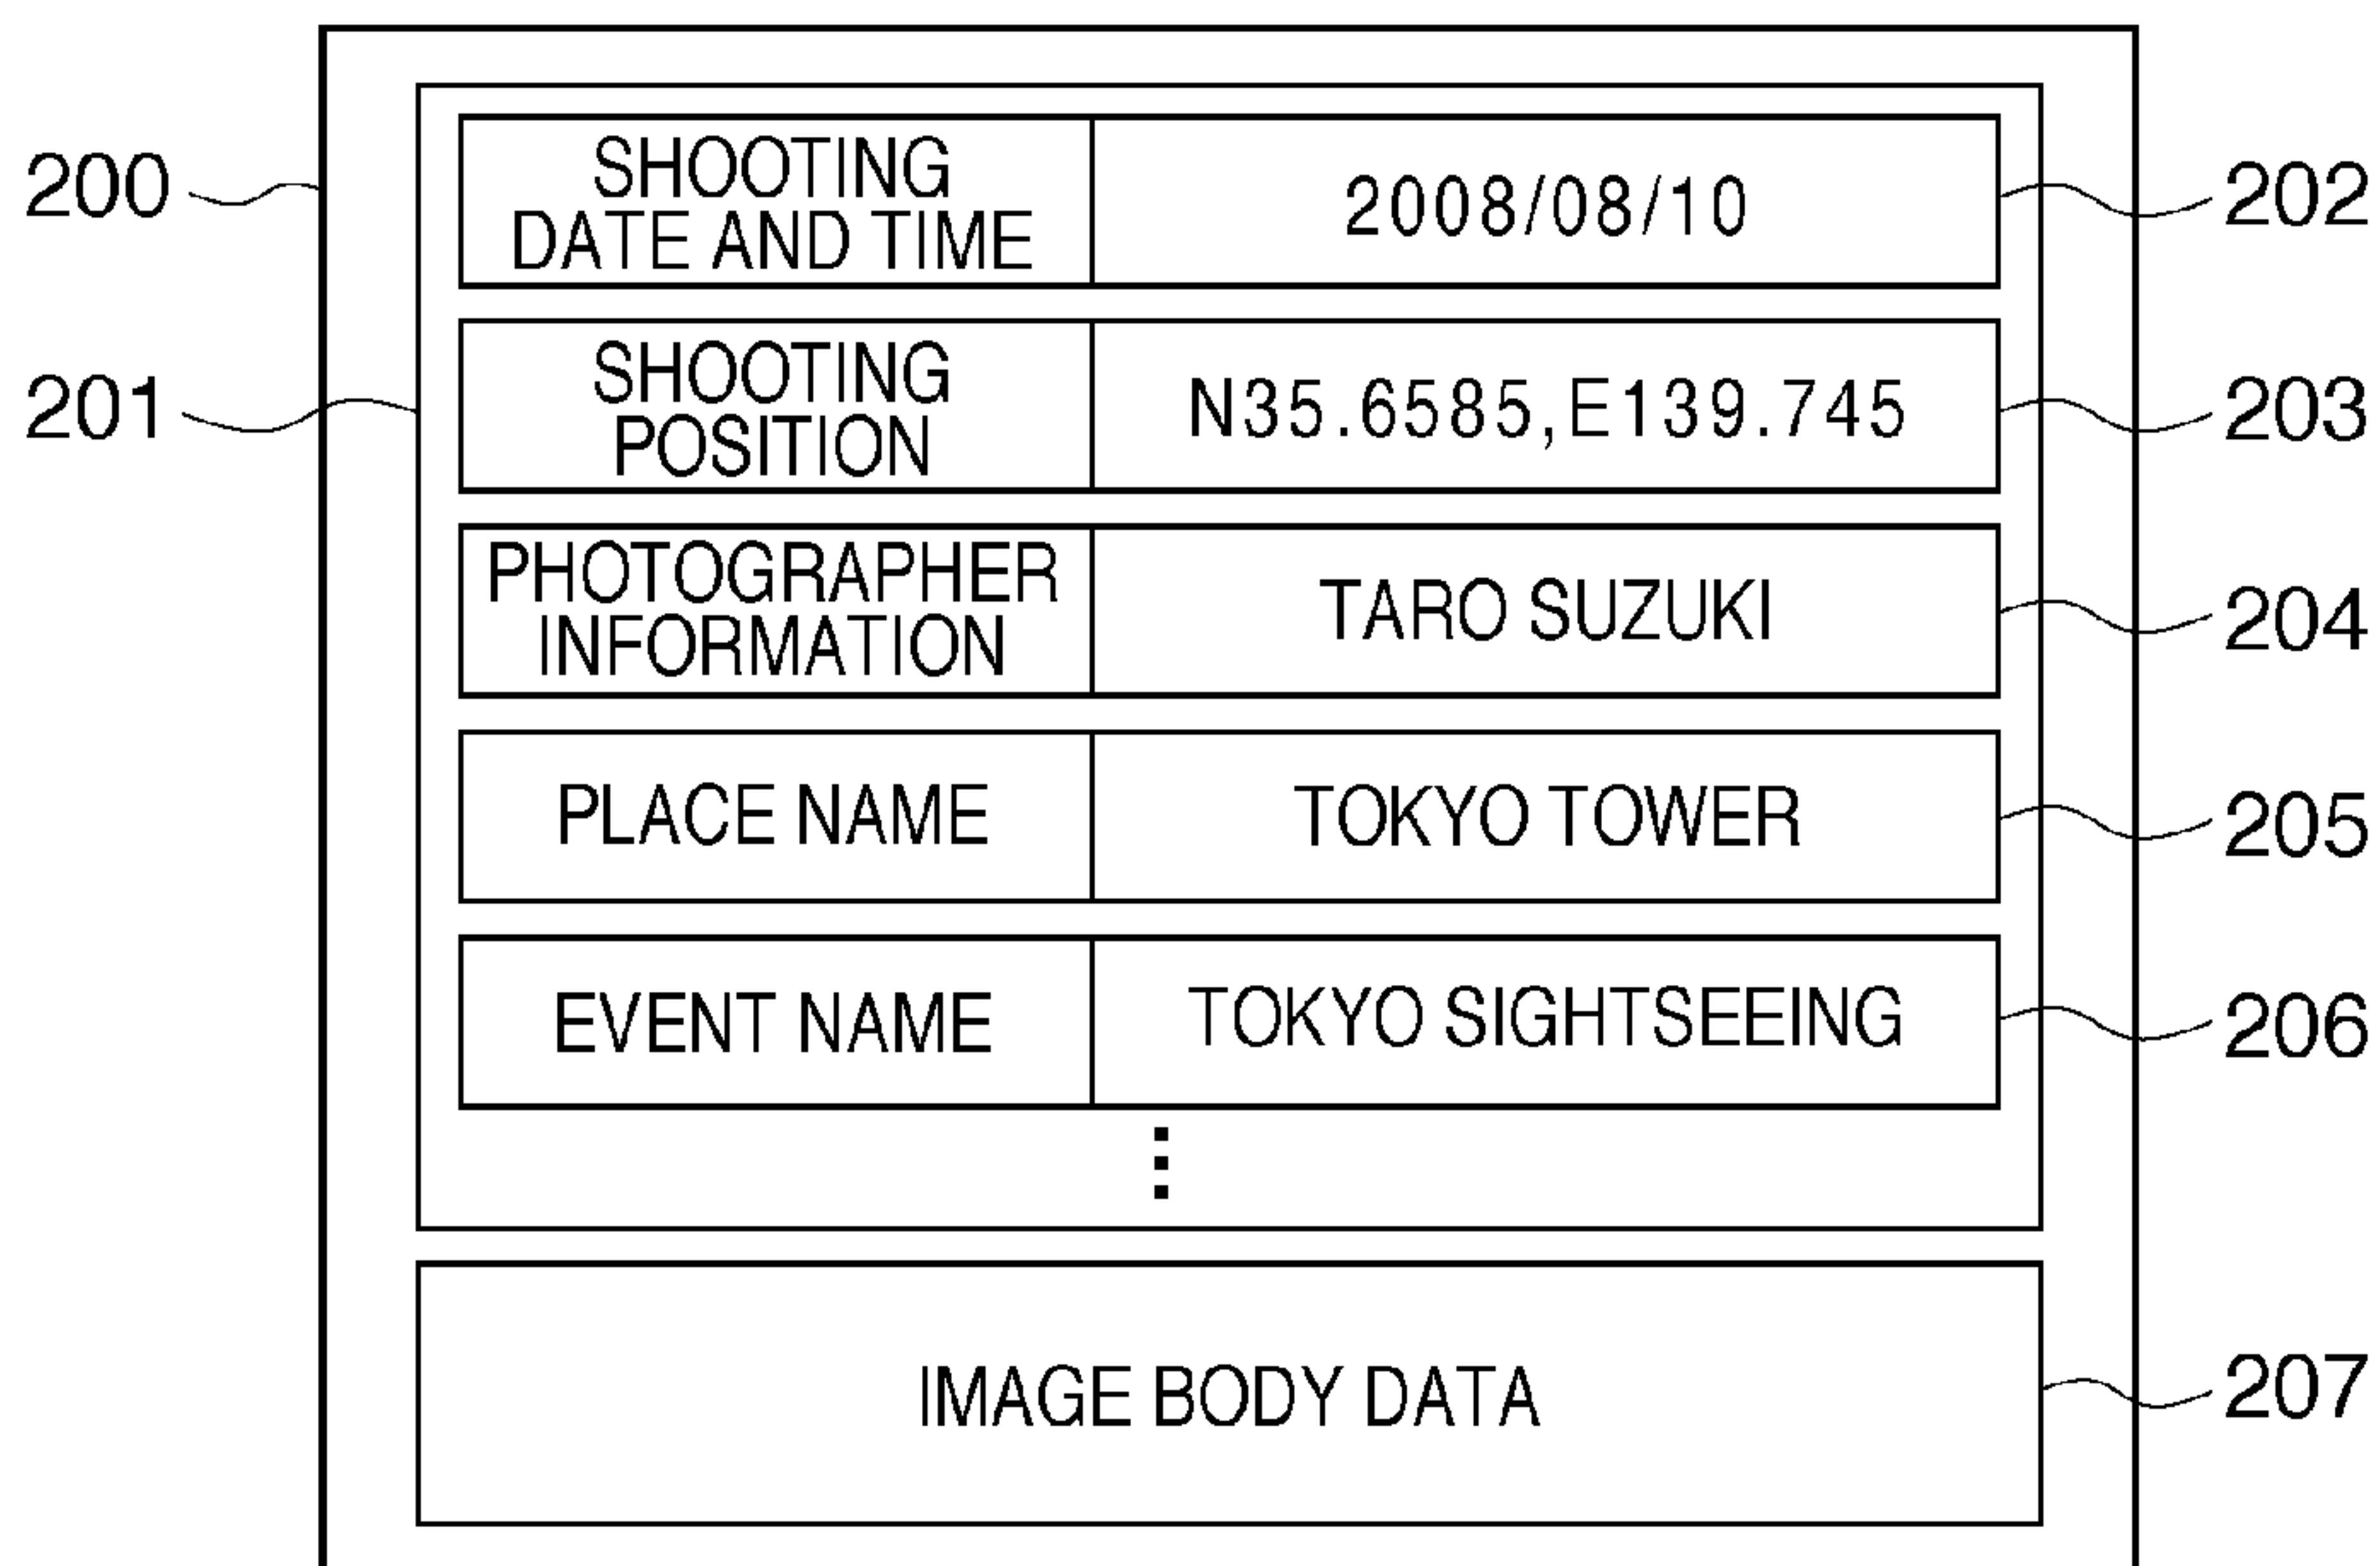 200
SHOOTING
DATE AND TIME
2008/08/10
202
201
SHOOTING
POSITION
N35.6585,E139.745
203
PHOTOGRAPHER
INFORMATION
TARO SUZUKI
204
PLACE NAME
TOKYO TOWER
205
EVENT NAME
TOKYO SIGHTSEEING
206
IMAGE BODY DATA
207